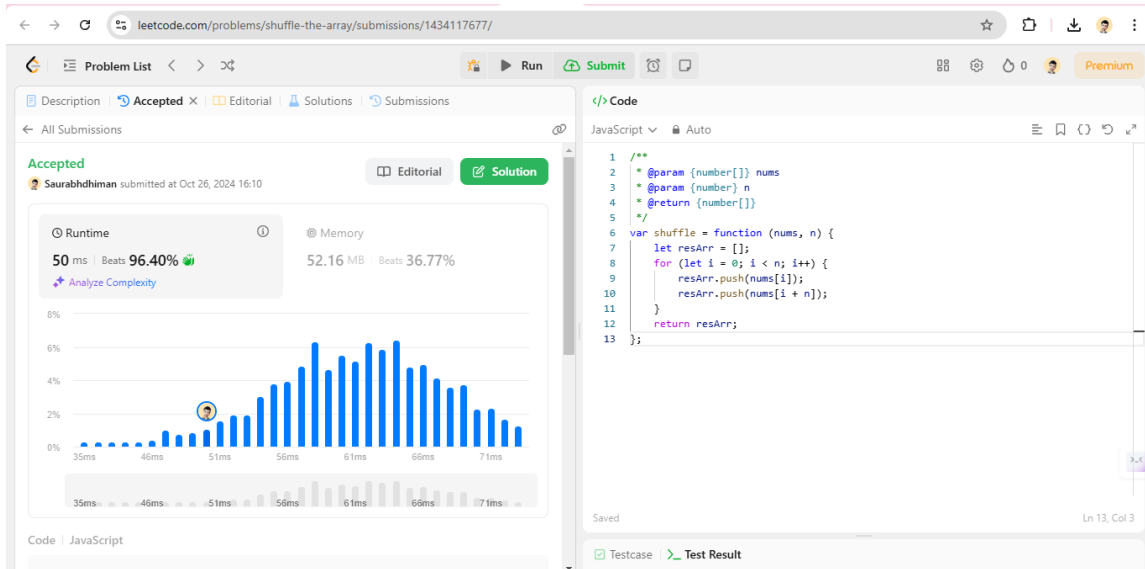 leetcode.com/problems/shuffle-the-array/submissions/1434117677/
Problem List
Run
Submit
0
Premium
Description
Accepted
Editorial
Solutions
Submissions
All Submissions
Accepted
Saurabhdhiman submitted at Oct 26, 2024 16:10
Editorial
Solution
Runtime
50 ms Beats 96.40%
Analyze Complexity
Memory
52.16 MB Beats 36.77%
8%
6%
4%
2%
0%
35ms 46ms 51ms 56ms 61ms 66ms 71ms
35ms 46ms 51ms 56ms 61ms 66ms 71ms
Code JavaScript
</> Code
JavaScript Auto
1 /**
2 * @param {number[]} nums
3 * @param {number} n
4 * @return {number[]}
5 */
6 var shuffle = function (nums, n) {
7 let resArr = [];
8 for (let i = 0; i < n; i++) {
9 resArr.push(nums[i]);
10 resArr.push(nums[i + n]);
11 }
12 return resArr;
13 };
Saved
Ln 13, Col 3
Testcase
>_ Test Result